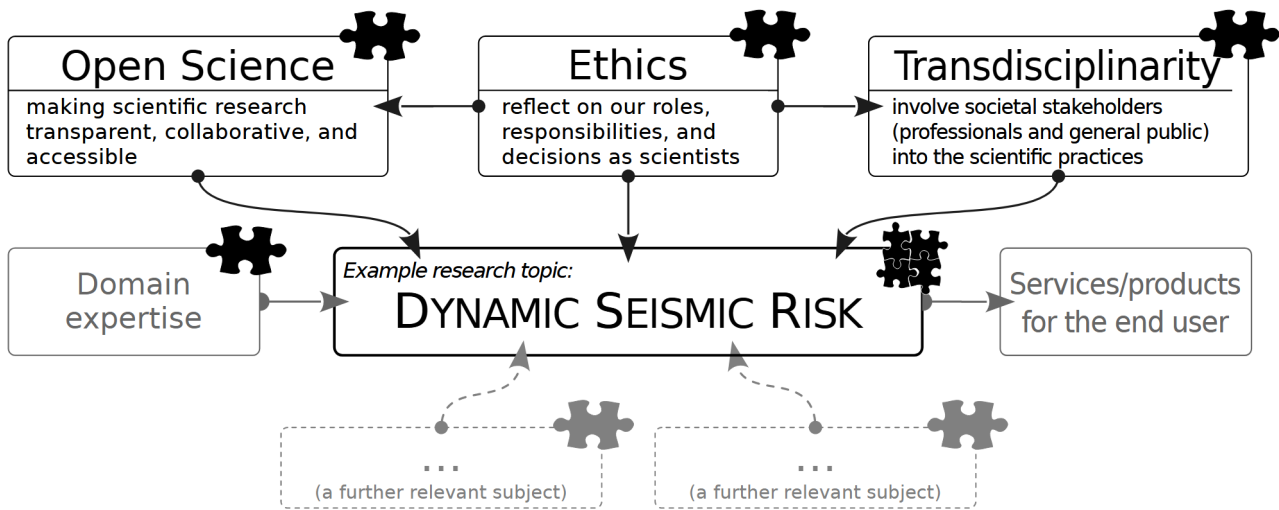 Open Science
making scientific research
transparent, collaborative, and
accessible
Ethics
reflect on our roles,
responsibilities, and
decisions as scientists
Transdisciplinarity
involve societal stakeholders
(professionals and general public)
into the scientific practices
Domain
expertise
Example research topic:
DYNAMIC SEISMIC RISK
Services/products
for the end user
...
(a further relevant subject)
...
(a further relevant subject)